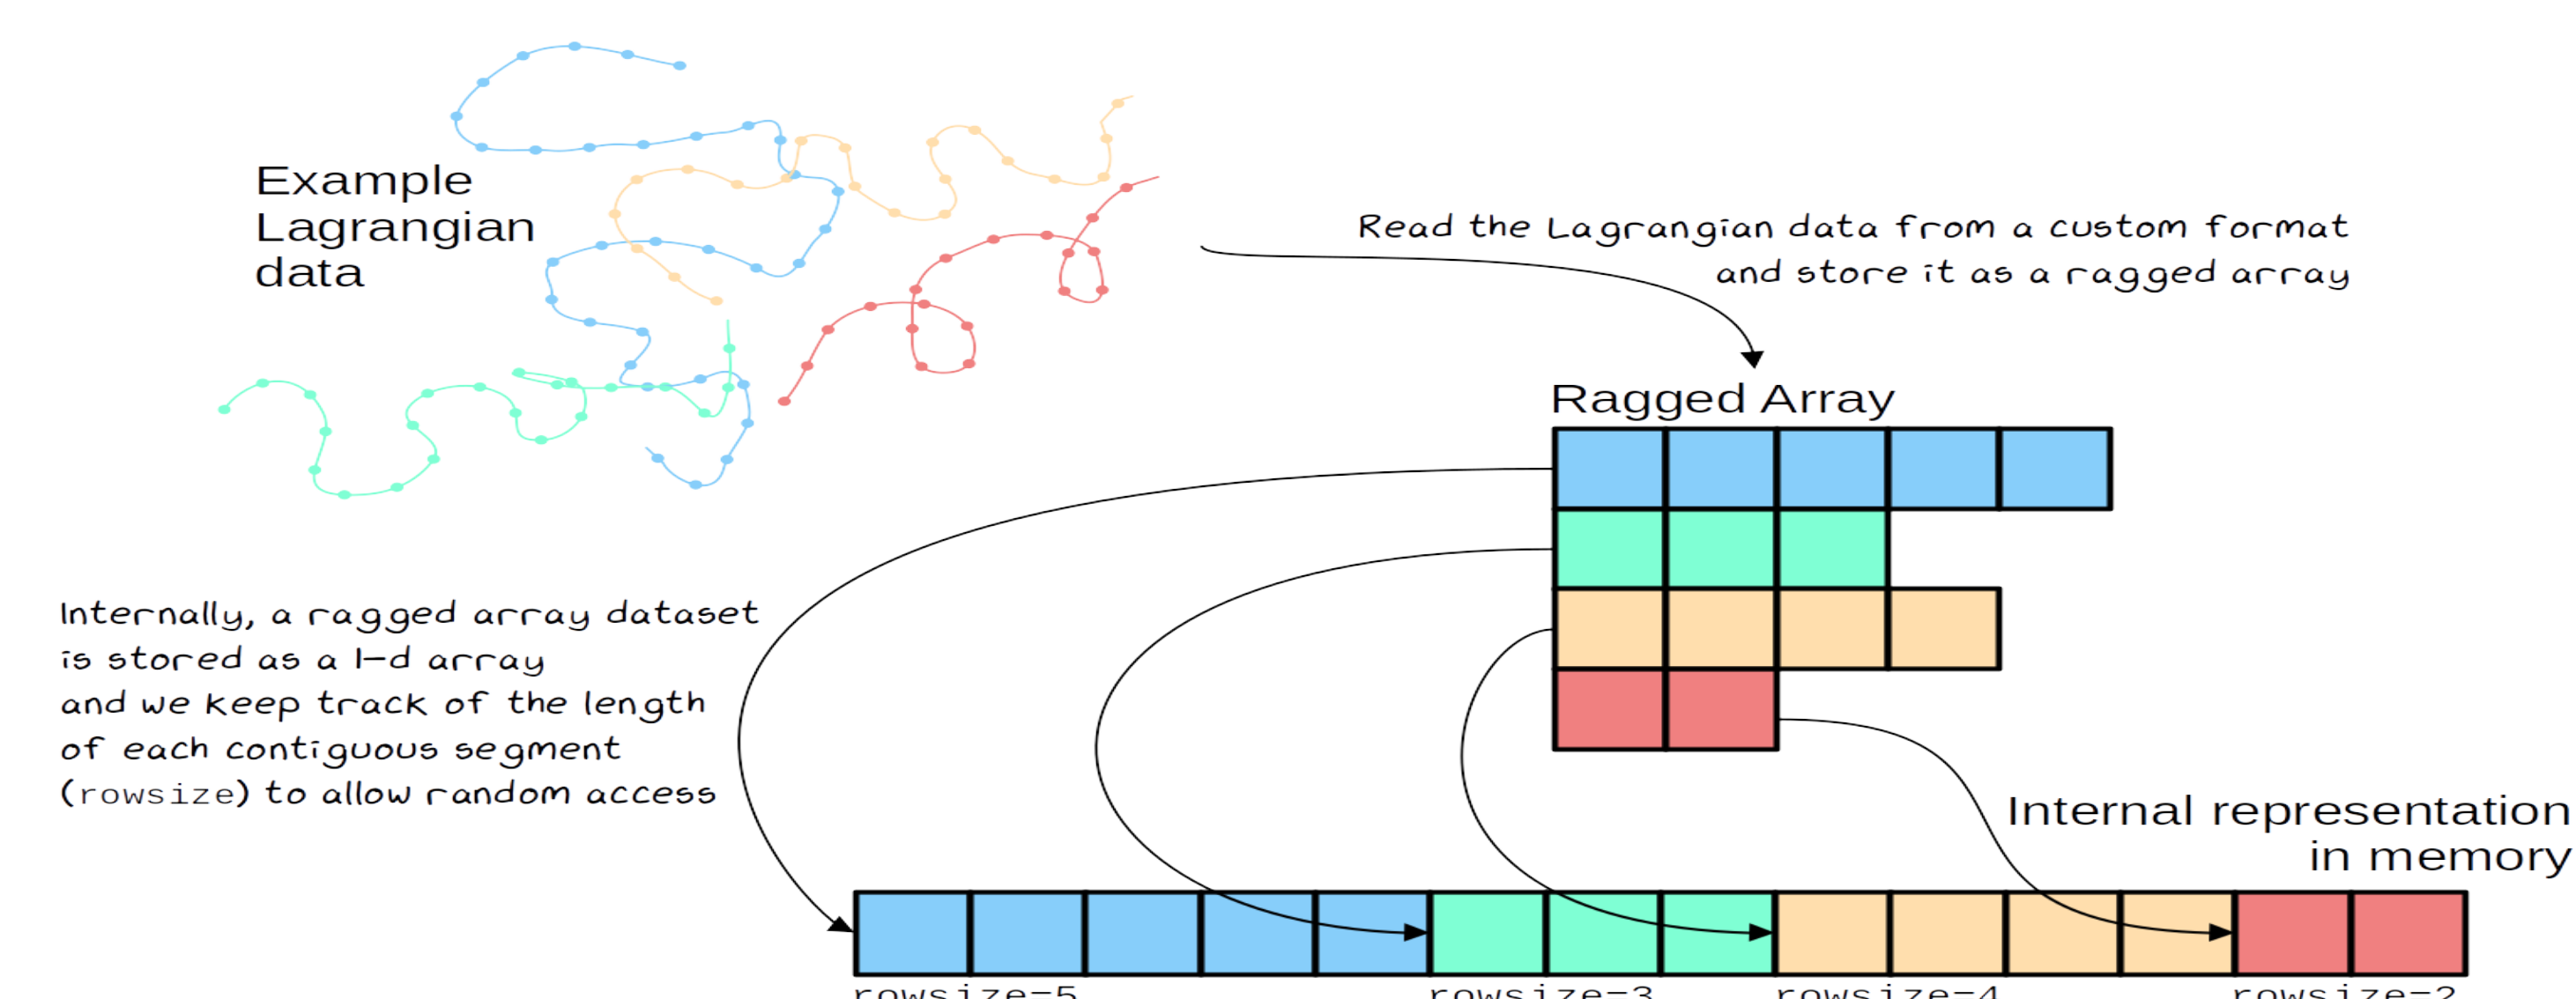 Example
Lagrangian
data
Read the Lagrangian data from a custom format
and store it as a ragged array
Ragged Array
Internally, a ragged array dataset
is stored as a 1-d array
and we keep track of the length
of each contiguous segment
(rowsize) to allow random access
Internal representation
in memory
rowsize=5 rowsize=3 rowsize=4 rowsize=2